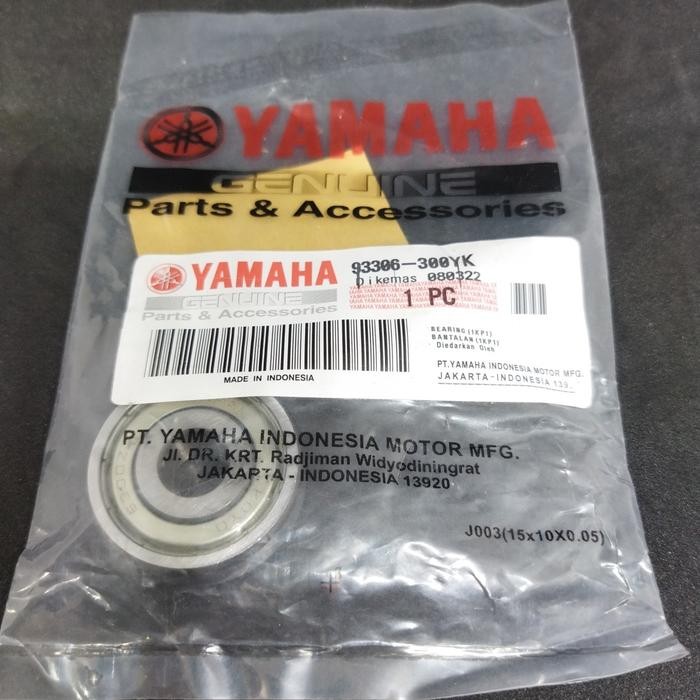 YAMAHA
GENUINE
Parts & Accessories
YAMAHA
GENUINE
Parts & Accessories
93306-300YK
Dikemas 080322
1 PC
BEARING (1KP1)
BANTALAN (1KP1)
Diedarkan Oleh
PT.YAMAHA INDONESIA MOTOR MFG.
JAKARTA-INDONESIA 139
MADE IN INDONESIA
PT. YAMAHA INDONESIA MOTOR MFG.
Jl. DR. KRT. Radjiman Widyodiningrat
JAKARTA - INDONESIA 13920
KOYO
J003(15x10X0.05)